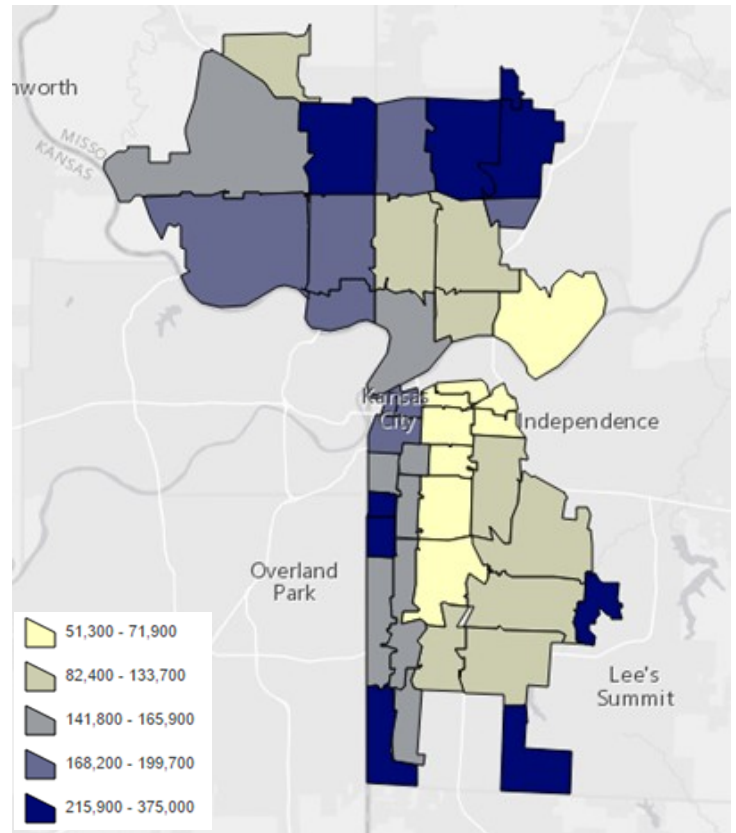 nworth
MISSO
KANSAS
Kansas
City
Independence
Overland
Park
Lee's
Summit
51,300 - 71,900
82,400 - 133,700
141,800 - 165,900
168,200 - 199,700
215,900 - 375,000